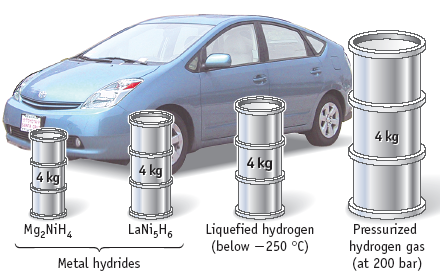 4 kg
4 kg
4 kg
4 kg
Mg₂NiH₄
LaNi₅H₆
Liquefied hydrogen
(below −250 °C)
Pressurized
hydrogen gas
(at 200 bar)
Metal hydrides